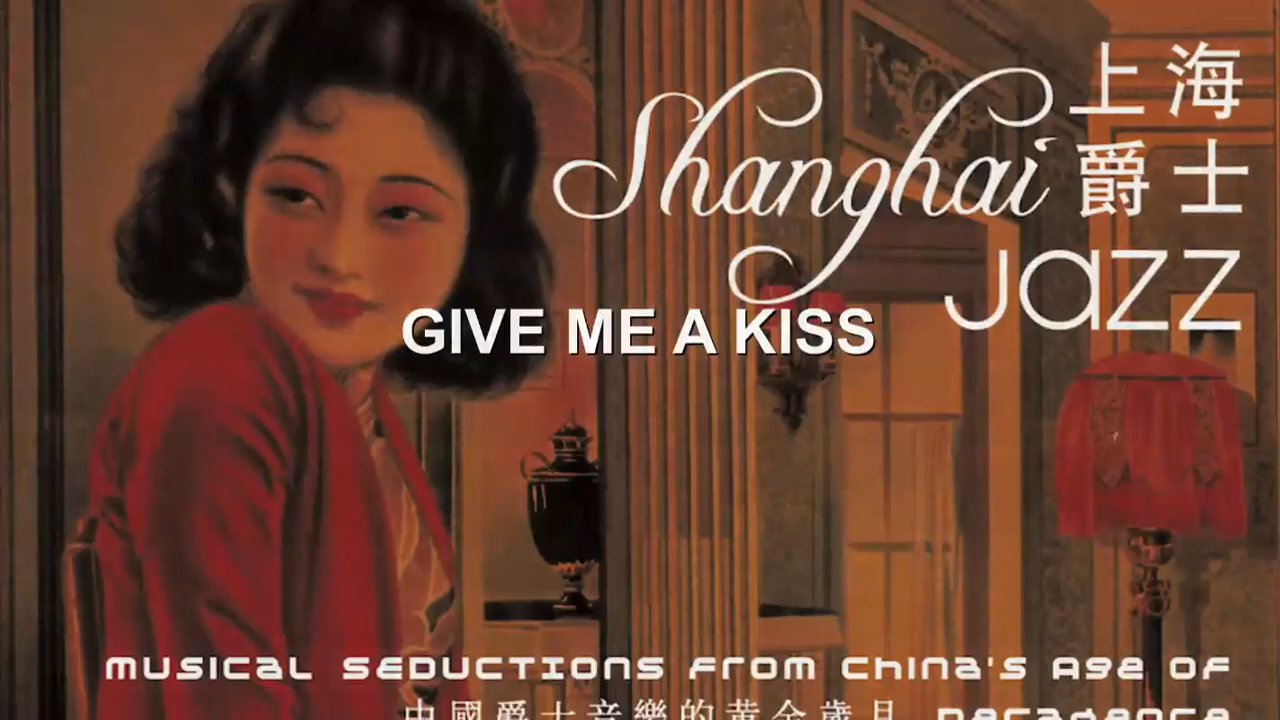 Shanghai 上海
爵士
Jazz
GIVE ME A KISS
MUSICAL SEDUCTIONS FROM CHINA'S AGE OF
中國爵士音樂的黃金歲月 DECADENCE